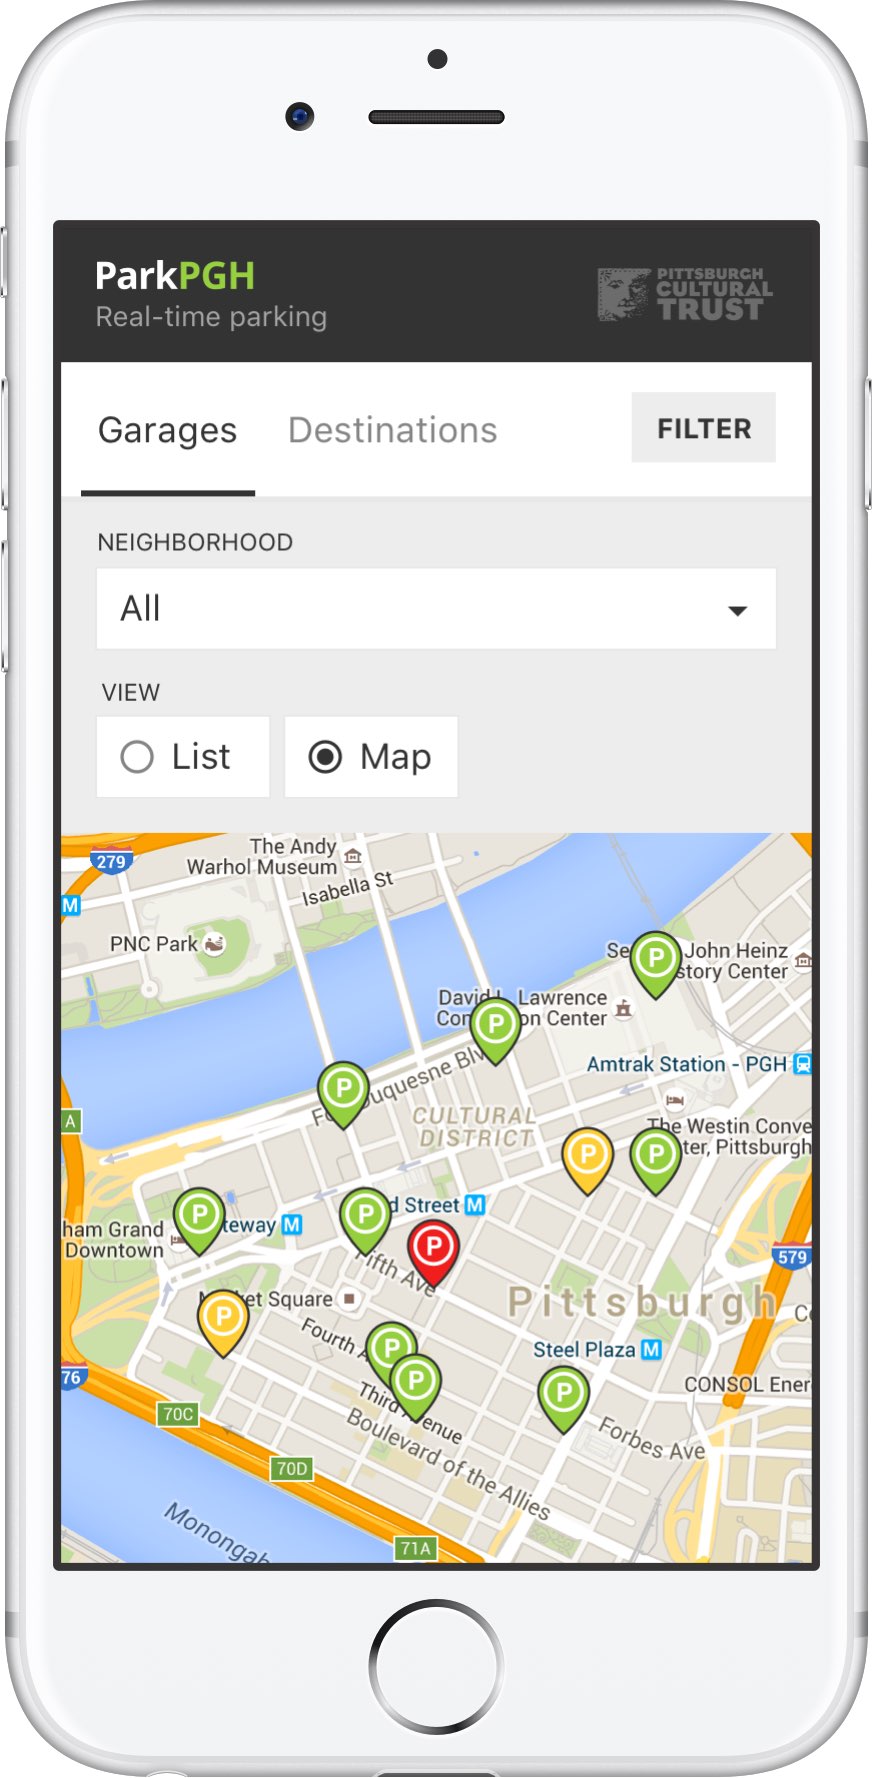 ParkPGH
Real-time parking
PITTSBURGH
CULTURAL
TRUST
Garages
Destinations
FILTER
NEIGHBORHOOD
All
VIEW
List
Map
279
The Andy
Warhol Museum
Isabella St
M
PNC Park
P
John Heinz
story Center
David L Lawrence
Con on Center
P
Amtrak Station - PGH
P
Fo uquesne Blv
CULTURAL
DISTRICT
A
The Westin Conve
ter, Pittsburgh
P
P
P
teway M
P
d Street M
P
ham Grand
Downtown
Fifth Ave
579
P
Market Square
Pittsburgh
Fourth A
P
Steel Plaza M
P
P
76
CONSOL Ener
Third Avenue
70C
Boulevard of the Allies
Forbes Ave
70D
Monongah
71A